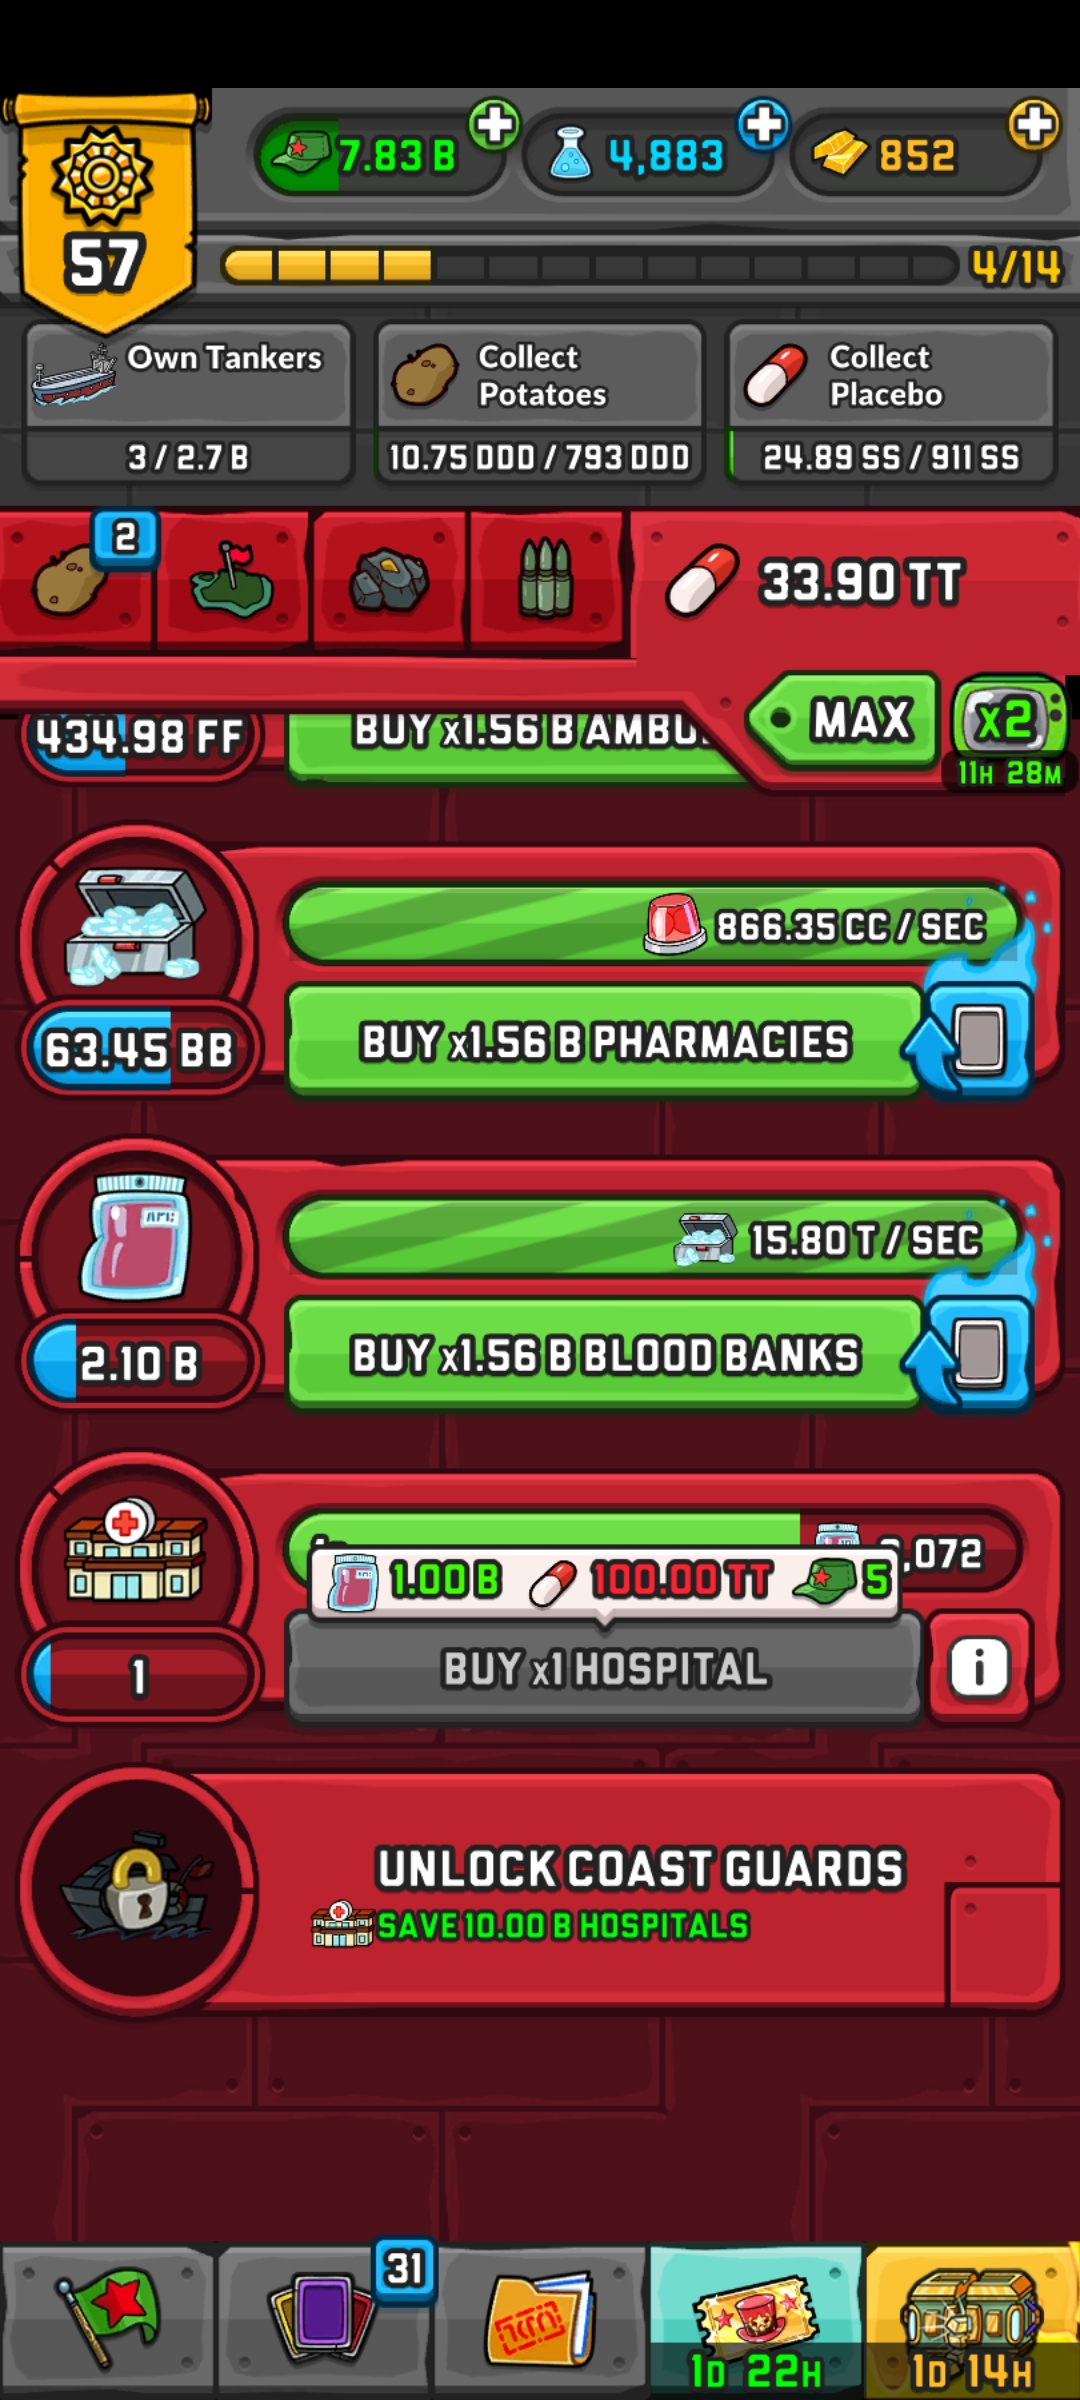 57
7.83 B
4,883
852
4/14
Own Tankers
3 / 2.7 B
Collect
Potatoes
10.75 DDD / 793 DDD
Collect
Placebo
24.89 SS / 911 SS
2
33.90 TT
MAX
x2
11H 28M
434.98 FF
BUY x1.56 B AMBU
866.35 CC / SEC
63.45 BB
BUY x1.56 B PHARMACIES
15.80 T / SEC
2.10 B
BUY x1.56 B BLOOD BANKS
,072
1.00 B
100.00 TT
5
1
BUY x1 HOSPITAL
i
UNLOCK COAST GUARDS
SAVE 10.00 B HOSPITALS
31
1D 22H
1D 14H